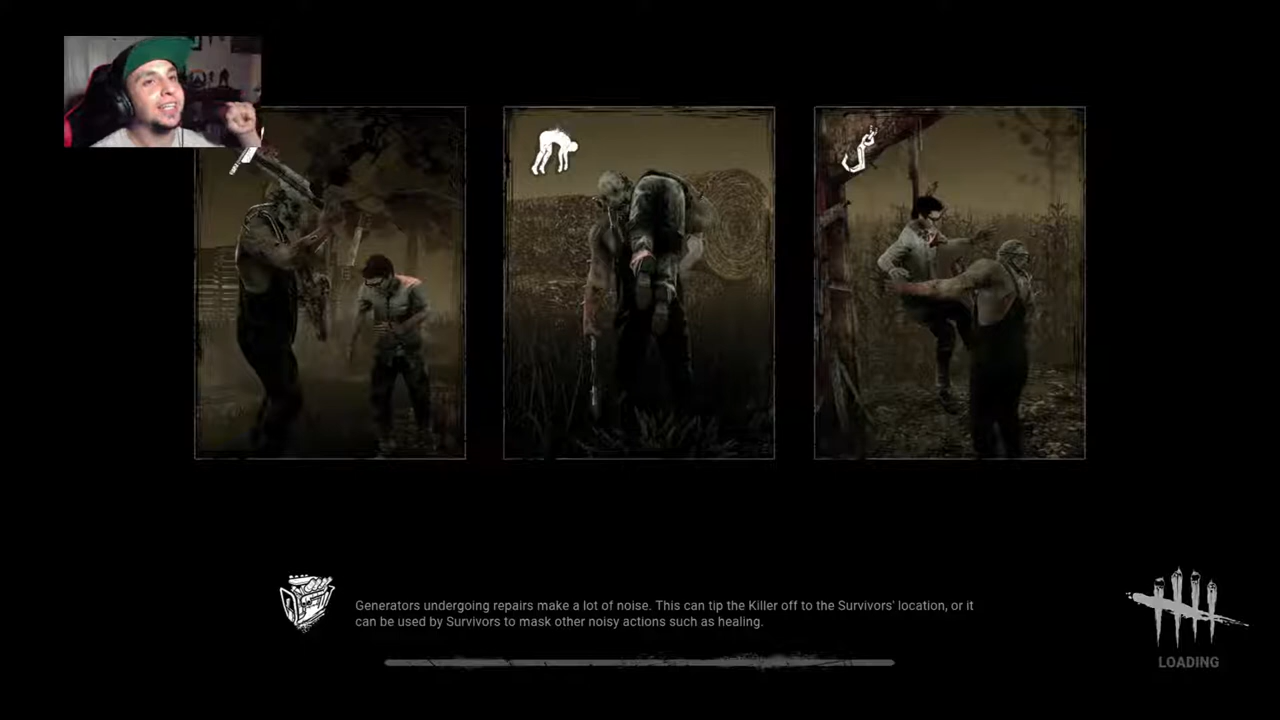 Generators undergoing repairs make a lot of noise. This can tip the Killer off to the Survivors' location, or it
can be used by Survivors to mask other noisy actions such as healing.
LOADING